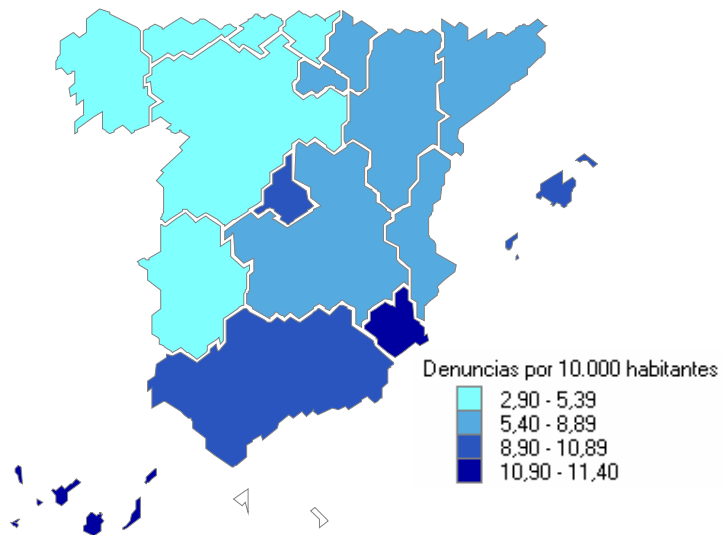 Denuncias por 10.000 habitantes
2,90 - 5,39
5,40 - 8,89
8,90 - 10,89
10,90 - 11,40